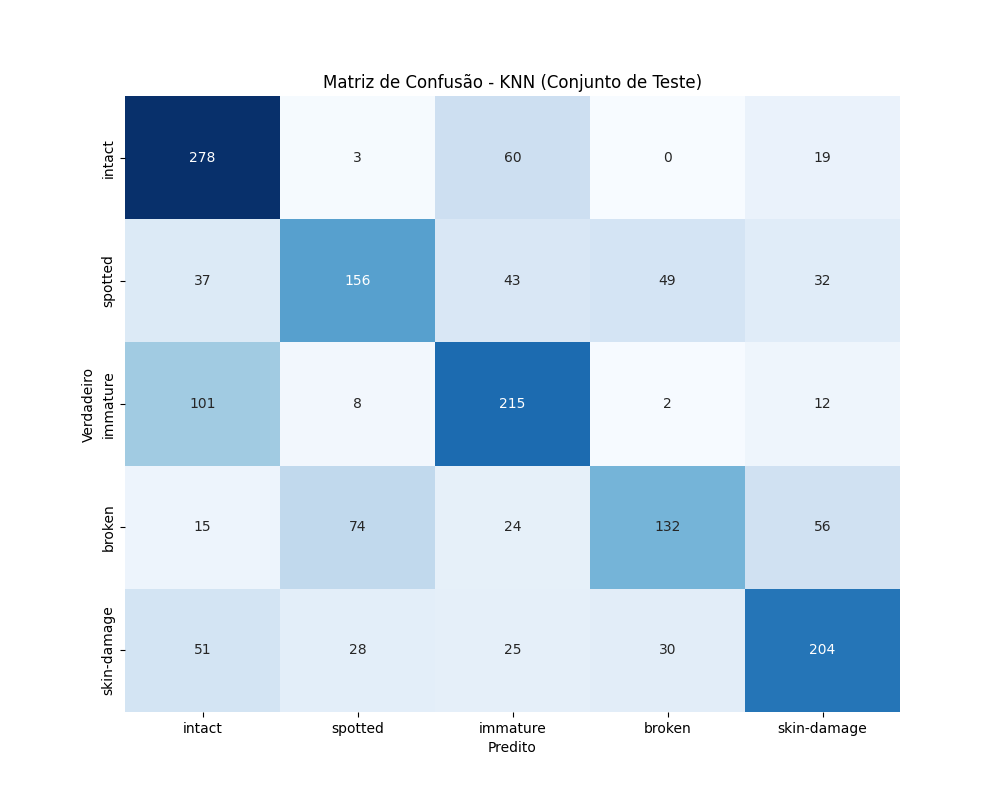 Matriz de Confusão - KNN (Conjunto de Teste)
Verdadeiro
intact 278 3 60 0 19
spotted 37 156 43 49 32
immature 101 8 215 2 12
broken 15 74 24 132 56
skin-damage 51 28 25 30 204
intact spotted immature broken skin-damage
Predito